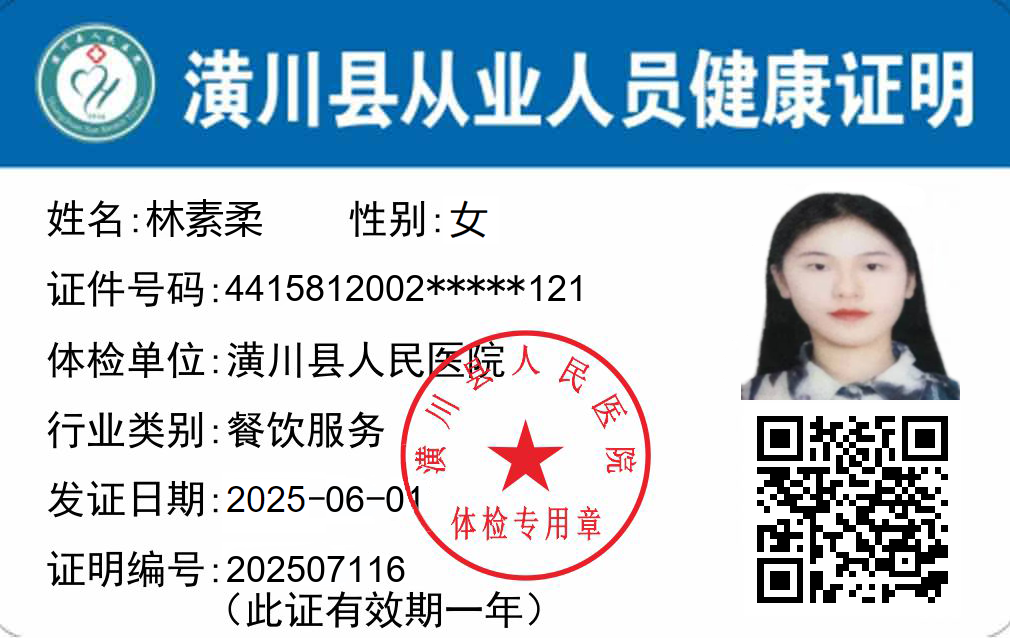 潢川县从业人员健康证明
姓名:林素柔 性别:女
证件号码:4415812002*****121
体检单位:潢川县人民医院
行业类别:餐饮服务
发证日期:2025-06-01
证明编号:202507116
（此证有效期一年）
潢川县人民医院
体检专用章